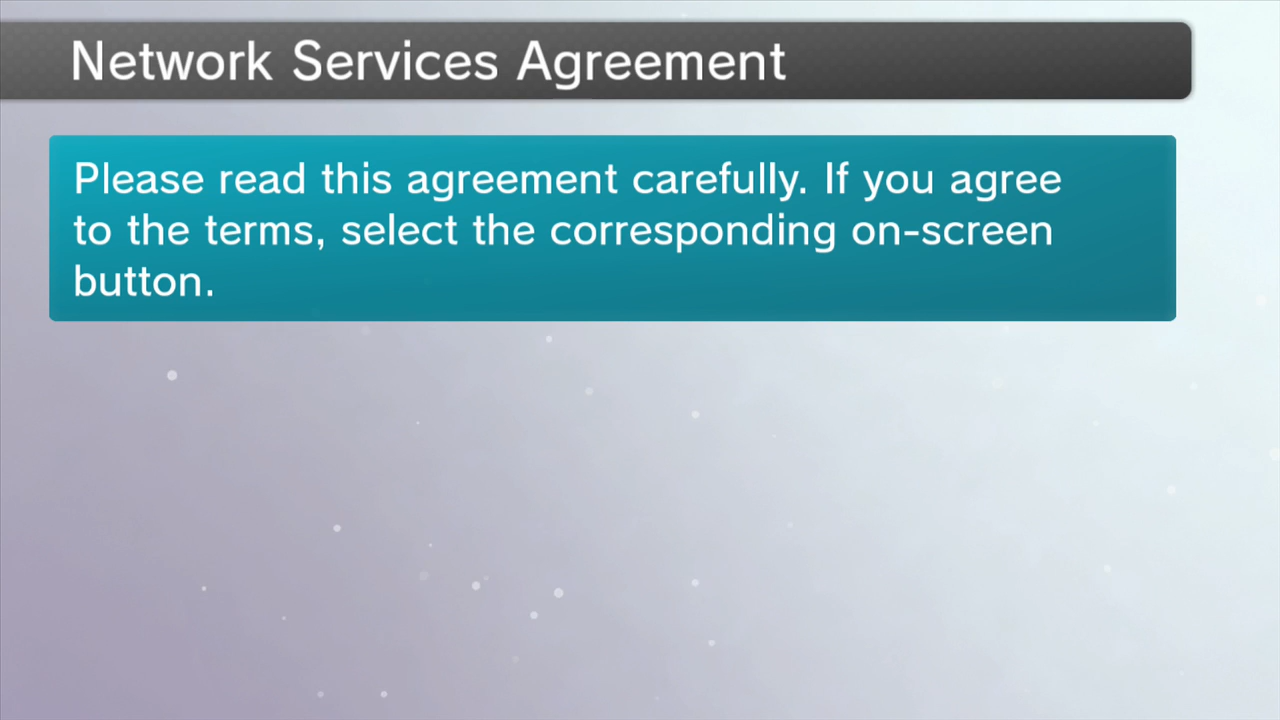 Network Services Agreement
Please read this agreement carefully. If you agree
to the terms, select the corresponding on-screen
button.